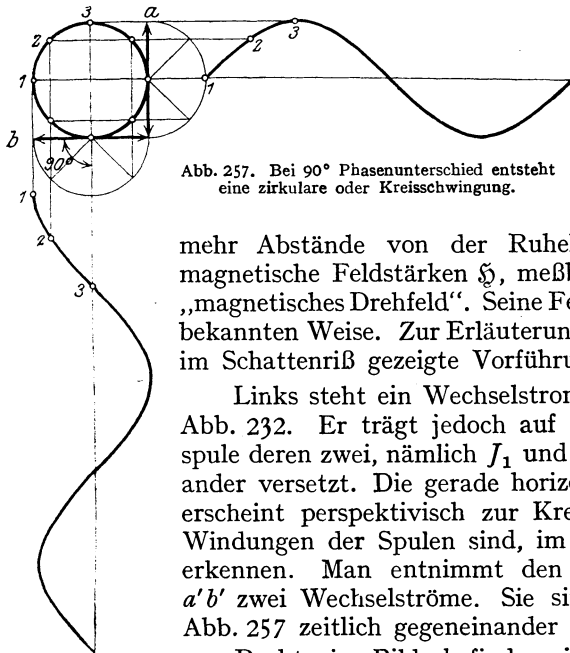 3
a
2
3
2
1
1
b
90°
1
2
3
Abb. 257. Bei 90° Phasenunterschied entsteht
eine zirkulare oder Kreisschwingung.
mehr Abstände von der Ruhel
magnetische Feldstärken ℌ, meßb
„magnetisches Drehfeld“. Seine Fe
bekannten Weise. Zur Erläuterun
im Schattenriß gezeigte Vorführu
Links steht ein Wechselstrom
Abb. 232. Er trägt jedoch auf
spule deren zwei, nämlich J₁ und
ander versetzt. Die gerade horize
erscheint perspektivisch zur Kre
Windungen der Spulen sind, im
erkennen. Man entnimmt den
a′b′ zwei Wechselströme. Sie si
Abb. 257 zeitlich gegeneinander